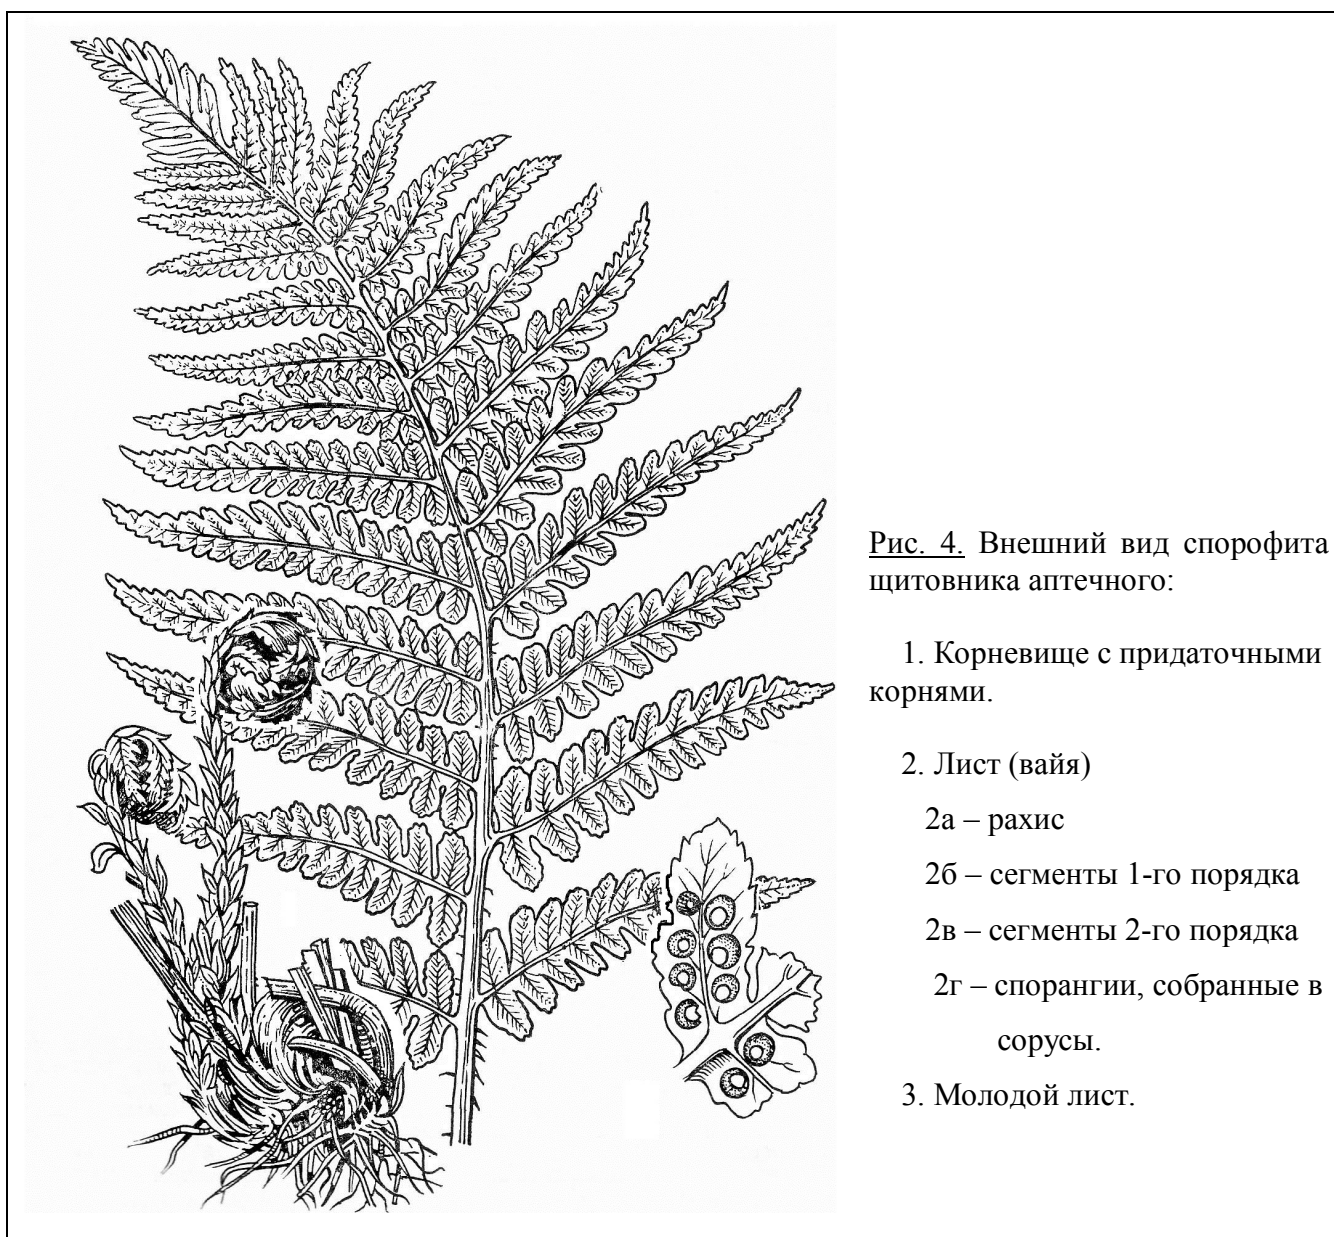 Рис. 4. Внешний вид спорофита
щитовника аптечного:
1. Корневище с придаточными
корнями.
2. Лист (вайя)
2а – рахис
2б – сегменты 1-го порядка
2в – сегменты 2-го порядка
2г – спорангии, собранные в
сорусы.
3. Молодой лист.